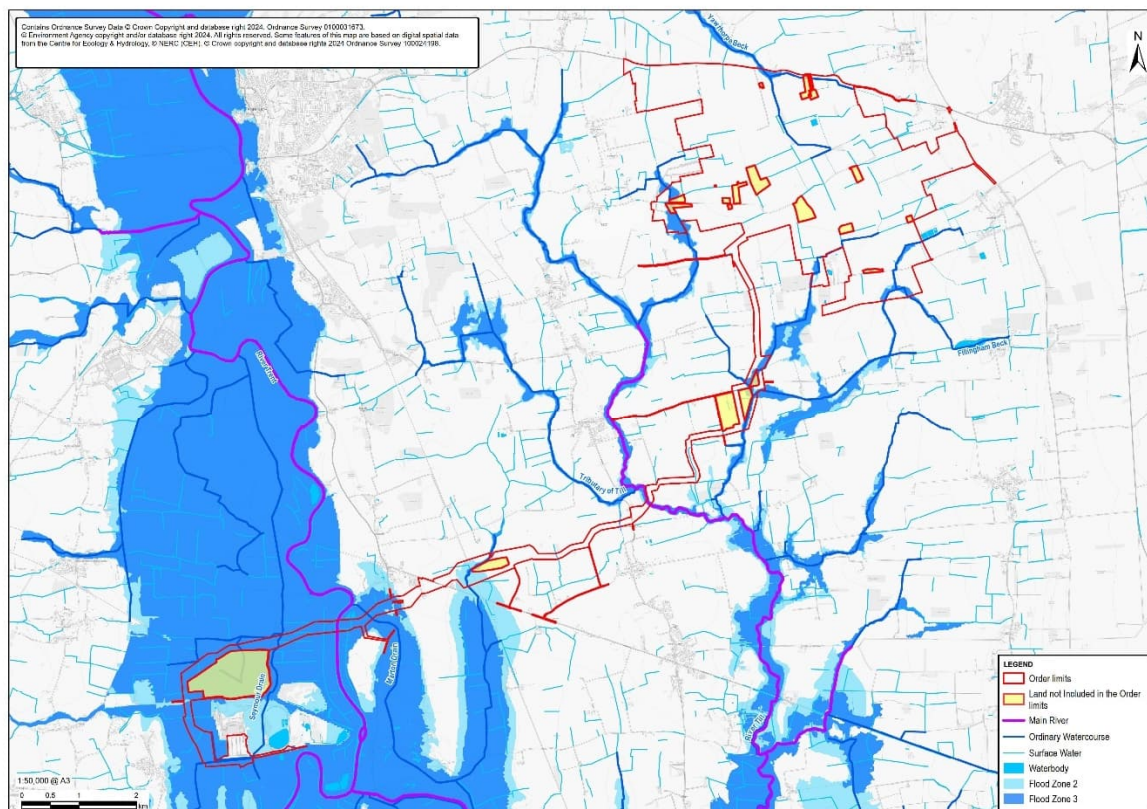 Contains Ordnance Survey Data © Crown Copyright and database right 2024. Ordnance Survey 0100031673.
© Environment Agency copyright and/or database right 2024. All rights reserved. Some features of this map are based on digital spatial data
from the Centre for Ecology & Hydrology, © NERC (CEH). © Crown copyright and database rights 2024 Ordnance Survey 100024198.
Yawthorpe Beck
N
River Trent
Fillingham Beck
Tributary of Till
Marton Drain
Seymour Drain
River Till
LEGEND
Order limits
Land not Included in the Order
limits
Main River
Ordinary Watercourse
Surface Water
Waterbody
Flood Zone 2
Flood Zone 3
1:50,000 @ A3
0 0.5 1 2
km